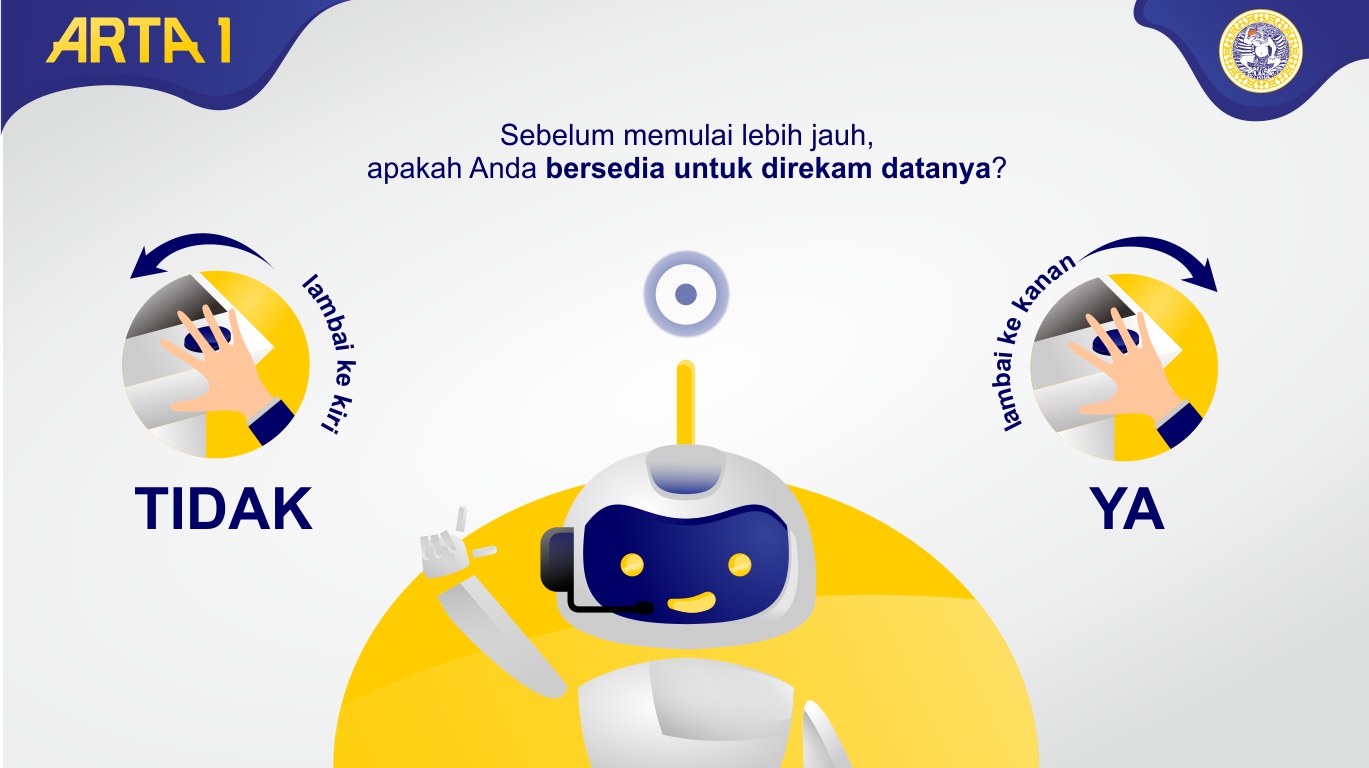 ARTA 1
Sebelum memulai lebih jauh,
apakah Anda bersedia untuk direkam datanya?
lambai ke kiri
TIDAK
lambai ke kanan
YA